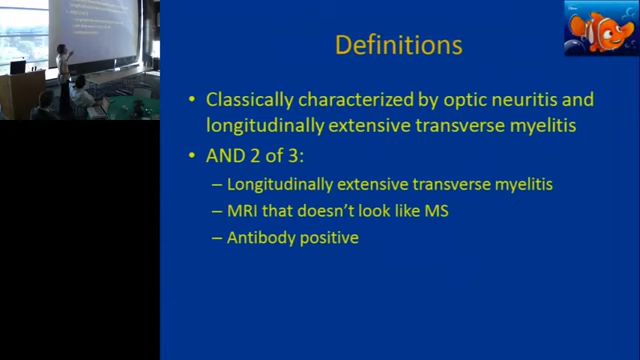 Definitions
• Classically characterized by optic neuritis and
longitudinally extensive transverse myelitis
• AND 2 of 3:
– Longitudinally extensive transverse myelitis
– MRI that doesn't look like MS
– Antibody positive